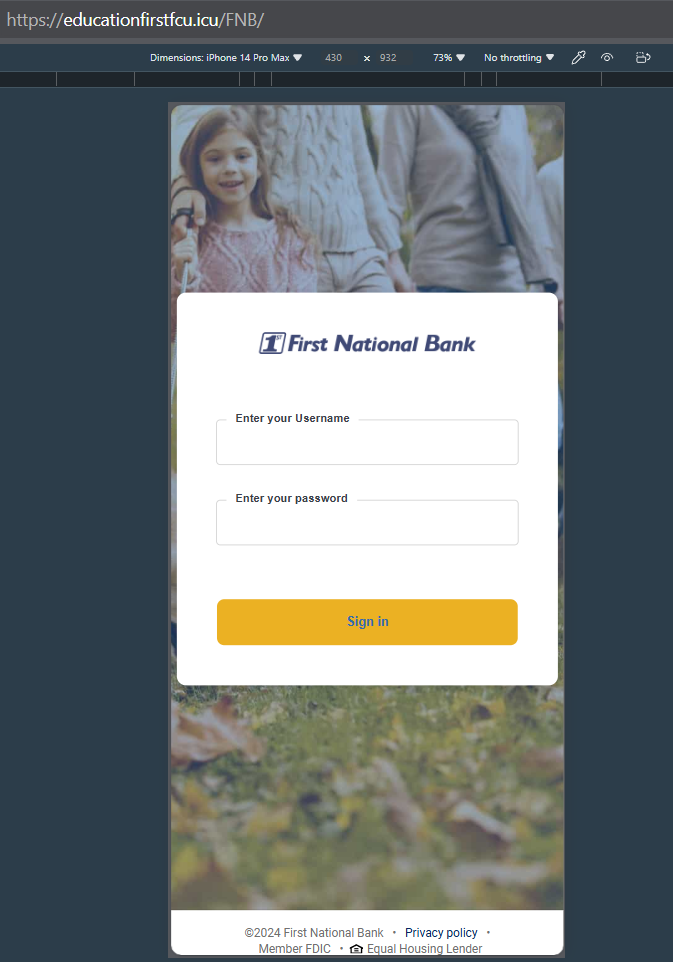 https://educationfirstfcu.icu/FNB/
Dimensions: iPhone 14 Pro Max ▼ 430 x 932 73% ▼ No throttling ▼
1ST First National Bank
Enter your Username
Enter your password
Sign in
©2024 First National Bank • Privacy policy •
Member FDIC • Equal Housing Lender